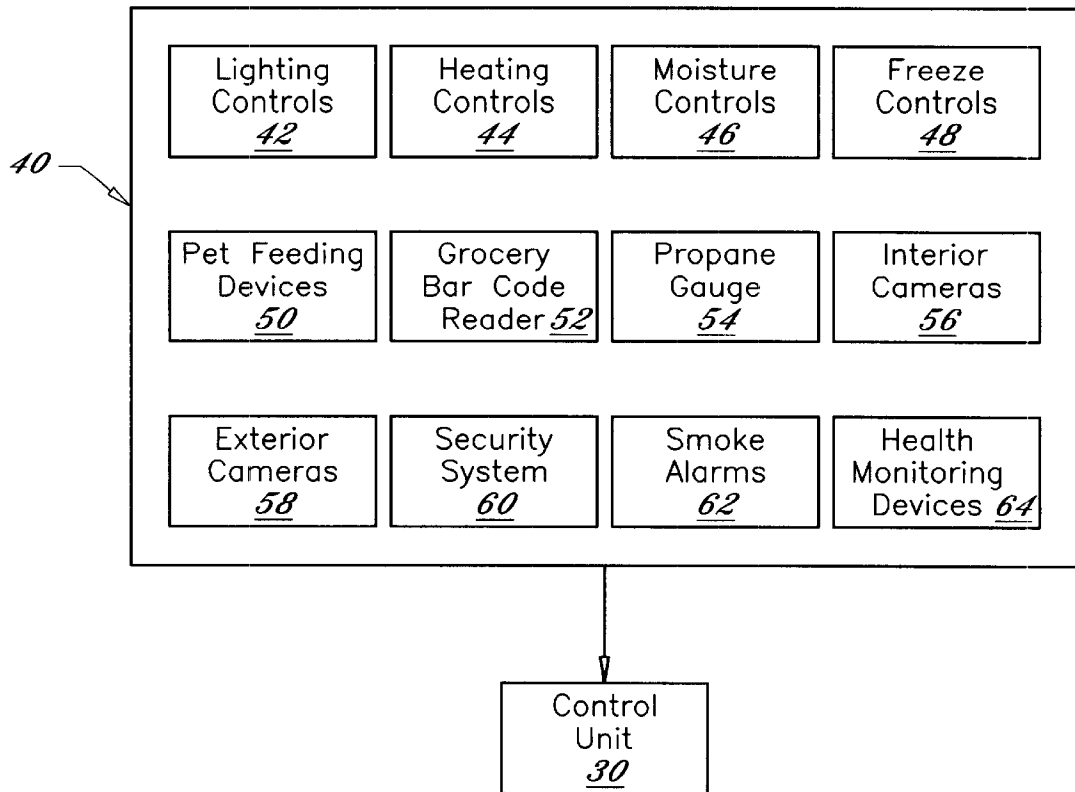 Lighting
Controls
42
Heating
Controls
44
Moisture
Controls
46
Freeze
Controls
48
40
Pet Feeding
Devices
50
Grocery
Bar Code
Reader 52
Propane
Gauge
54
Interior
Cameras
56
Exterior
Cameras
58
Security
System
60
Smoke
Alarms
62
Health
Monitoring
Devices 64
Control
Unit
30